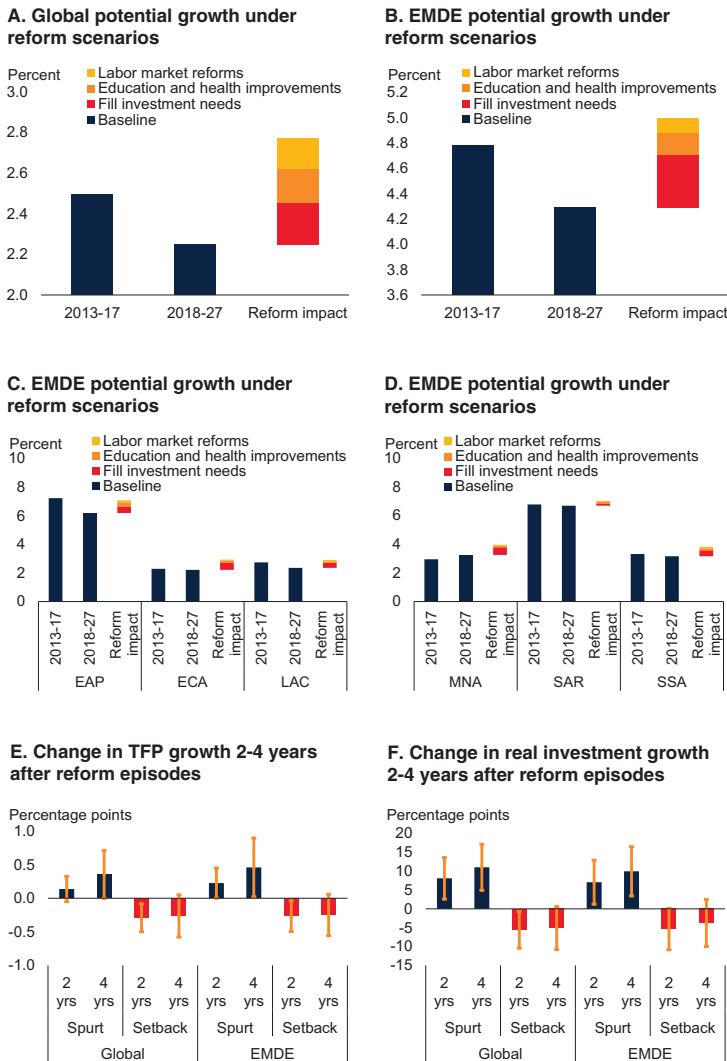 A. Global potential growth under
reform scenarios
Percent
Labor market reforms
Education and health improvements
Fill investment needs
Baseline
3.0
2.8
2.6
2.4
2.2
2.0
2013-17
2018-27
Reform impact
B. EMDE potential growth under
reform scenarios
Percent
Labor market reforms
Education and health improvements
Fill investment needs
Baseline
5.2
5.0
4.8
4.6
4.4
4.2
4.0
3.8
3.6
2013-17
2018-27
Reform impact
C. EMDE potential growth under
reform scenarios
Percent
Labor market reforms
Education and health improvements
Fill investment needs
Baseline
10
8
6
4
2
0
2013-17
2018-27
Reform
impact
2013-17
2018-27
Reform
impact
2013-17
2018-27
Reform
impact
EAP
ECA
LAC
D. EMDE potential growth under
reform scenarios
Percent
Labor market reforms
Education and health improvements
Fill investment needs
Baseline
10
8
6
4
2
0
2013-17
2018-27
Reform
impact
2013-17
2018-27
Reform
impact
2013-17
2018-27
Reform
impact
MNA
SAR
SSA
E. Change in TFP growth 2-4 years
after reform episodes
Percentage points
1.0
0.5
0.0
-0.5
-1.0
2
yrs
4
yrs
2
yrs
4
yrs
2
yrs
4
yrs
2
yrs
4
yrs
Spurt
Setback
Spurt
Setback
Global
EMDE
F. Change in real investment growth
2-4 years after reform episodes
Percentage points
20
15
10
5
0
-5
-10
-15
2
yrs
4
yrs
2
yrs
4
yrs
2
yrs
4
yrs
2
yrs
4
yrs
Spurt
Setback
Spurt
Setback
Global
EMDE